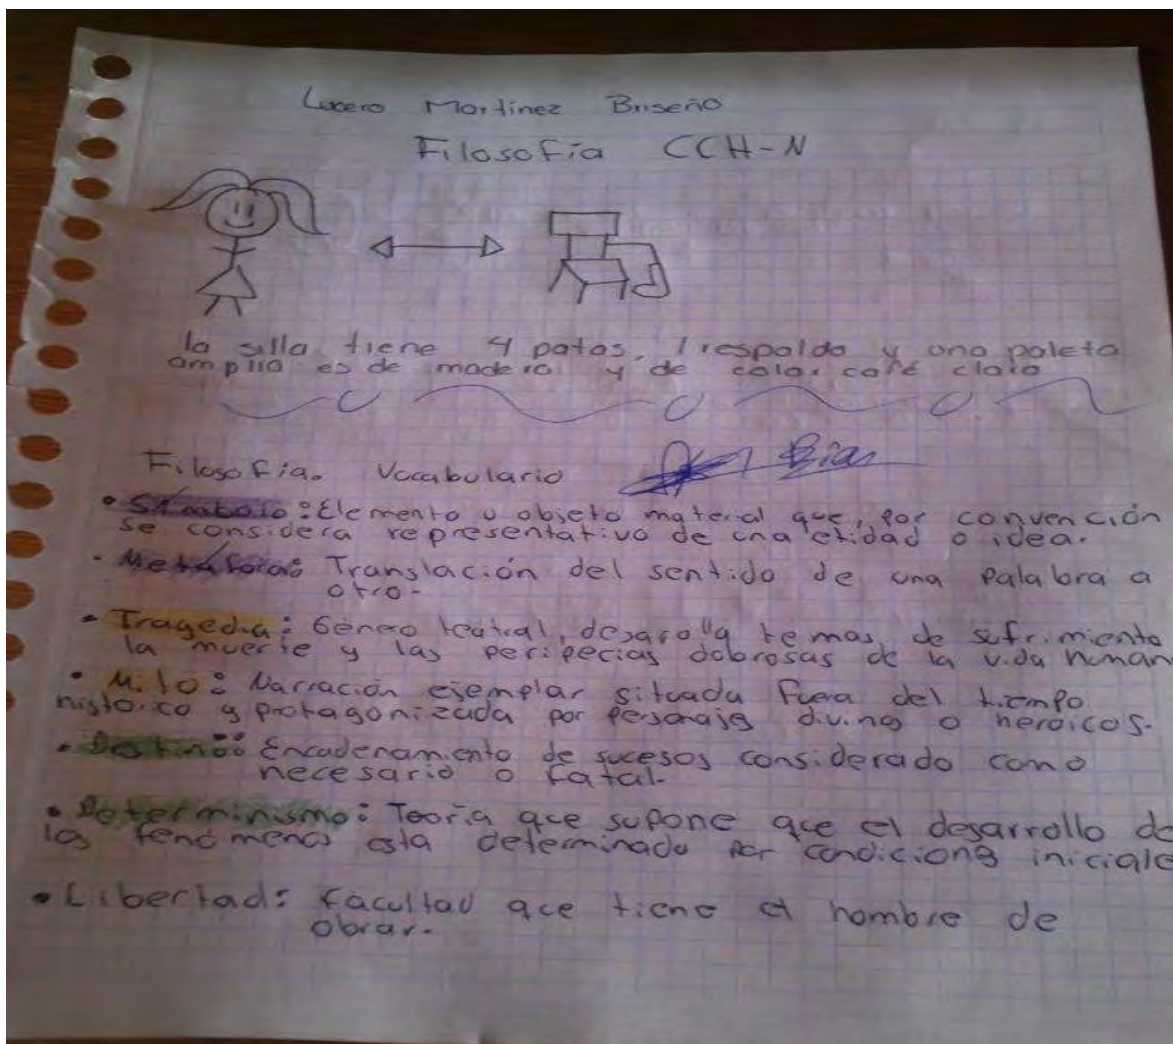 Lucero Martinez Briseño
Filosofía CCH-N
la silla tiene 4 patas, 1 respaldo y una paleta
amplia es de madera y de color café claro
Filosofía. Vocabulario
Bian
• Símbolo: Elemento u objeto material que, por convención
se considera representativo de una etidad o idea.
- Metáfora: Translación del sentido de una palabra a
otro.
• Tragedia: Género teatral, desarolla temas de sufrimiento
la muerte y las peripecias dolorosas de la vida human
• Mito: Narración ejemplar situada fuera del tiempo
histórico y protagonizada por personajes divinos o heroicos.
• Destino: Encadenamiento de sucesos considerado como
necesario o fatal.
• Determinismo: Teoría que supone que el desarrollo de
los fenómenos esta determinado por condiciones iniciale
• Libertad: facultad que tiene el hombre de
obrar.